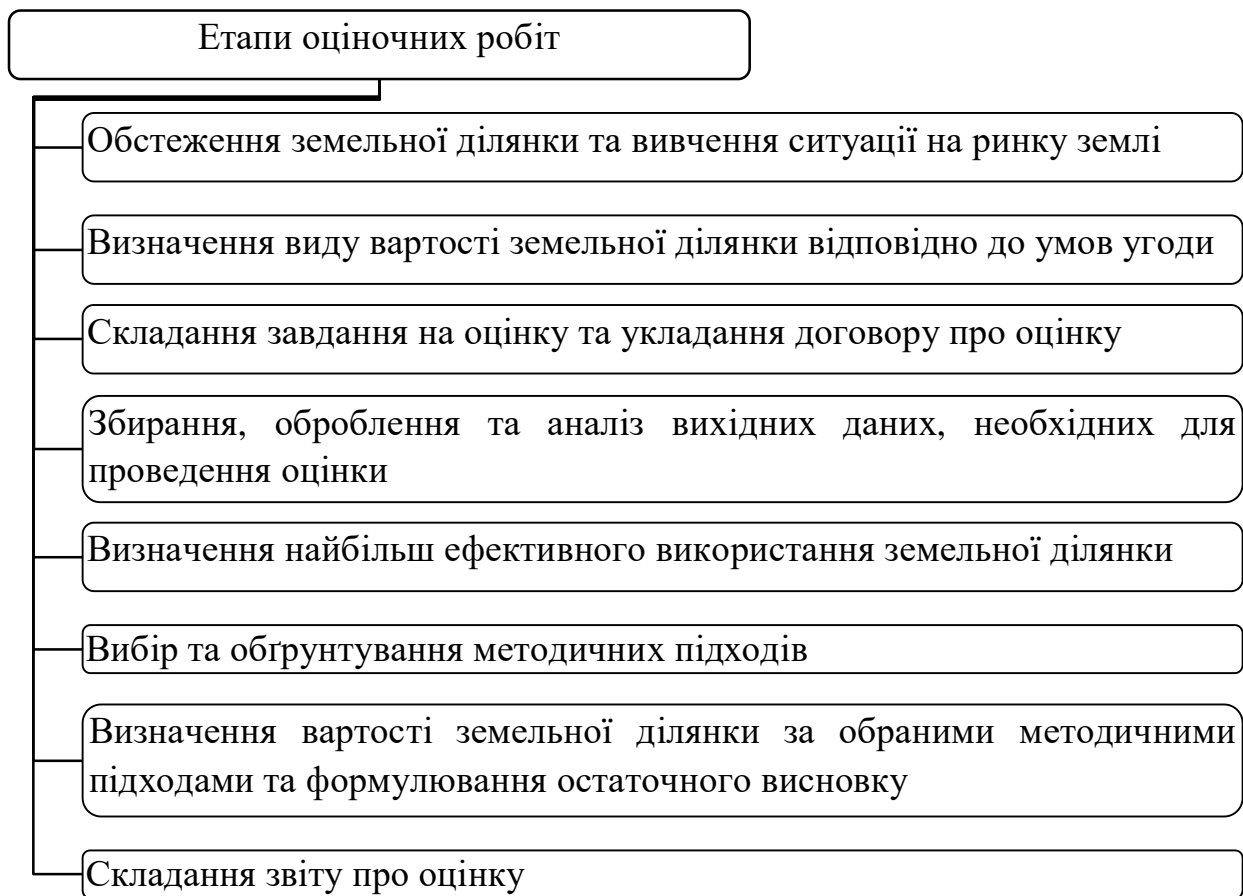 Етапи оціночних робіт
Обстеження земельної ділянки та вивчення ситуації на ринку землі
Визначення виду вартості земельної ділянки відповідно до умов угоди
Складання завдання на оцінку та укладання договору про оцінку
Збирання, оброблення та аналіз вихідних даних, необхідних для
проведення оцінки
Визначення найбільш ефективного використання земельної ділянки
Вибір та обґрунтування методичних підходів
Визначення вартості земельної ділянки за обраними методичними
підходами та формулювання остаточного висновку
Складання звіту про оцінку